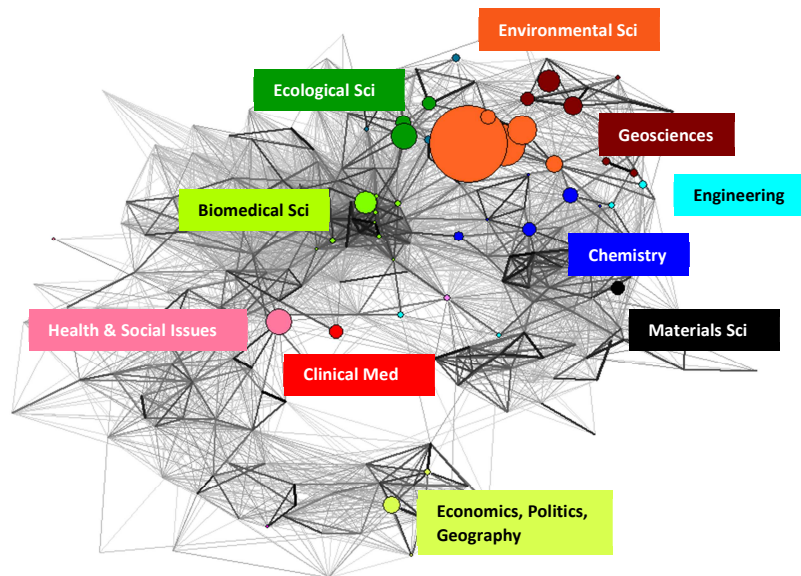 Environmental Sci
Ecological Sci
Geosciences
Engineering
Biomedical Sci
Chemistry
Health & Social Issues
Materials Sci
Clinical Med
Economics, Politics,
Geography